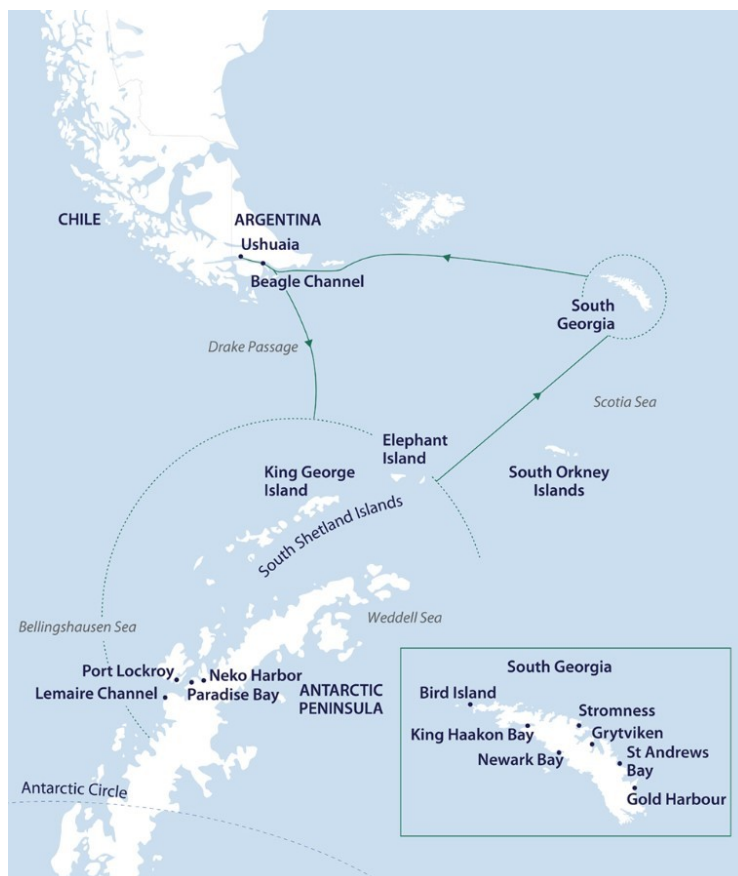 CHILE
ARGENTINA
Ushuaia
Beagle Channel
South
Georgia
Drake Passage
Scotia Sea
Elephant
Island
King George
Island
South Orkney
Islands
South Shetland Islands
Bellingshausen Sea
Weddell Sea
Port Lockroy
Neko Harbor
Lemaire Channel
Paradise Bay
ANTARCTIC
PENINSULA
Antarctic Circle
South Georgia
Bird Island
Stromness
King Haakon Bay
Grytviken
Newark Bay
St Andrews
Bay
Gold Harbour